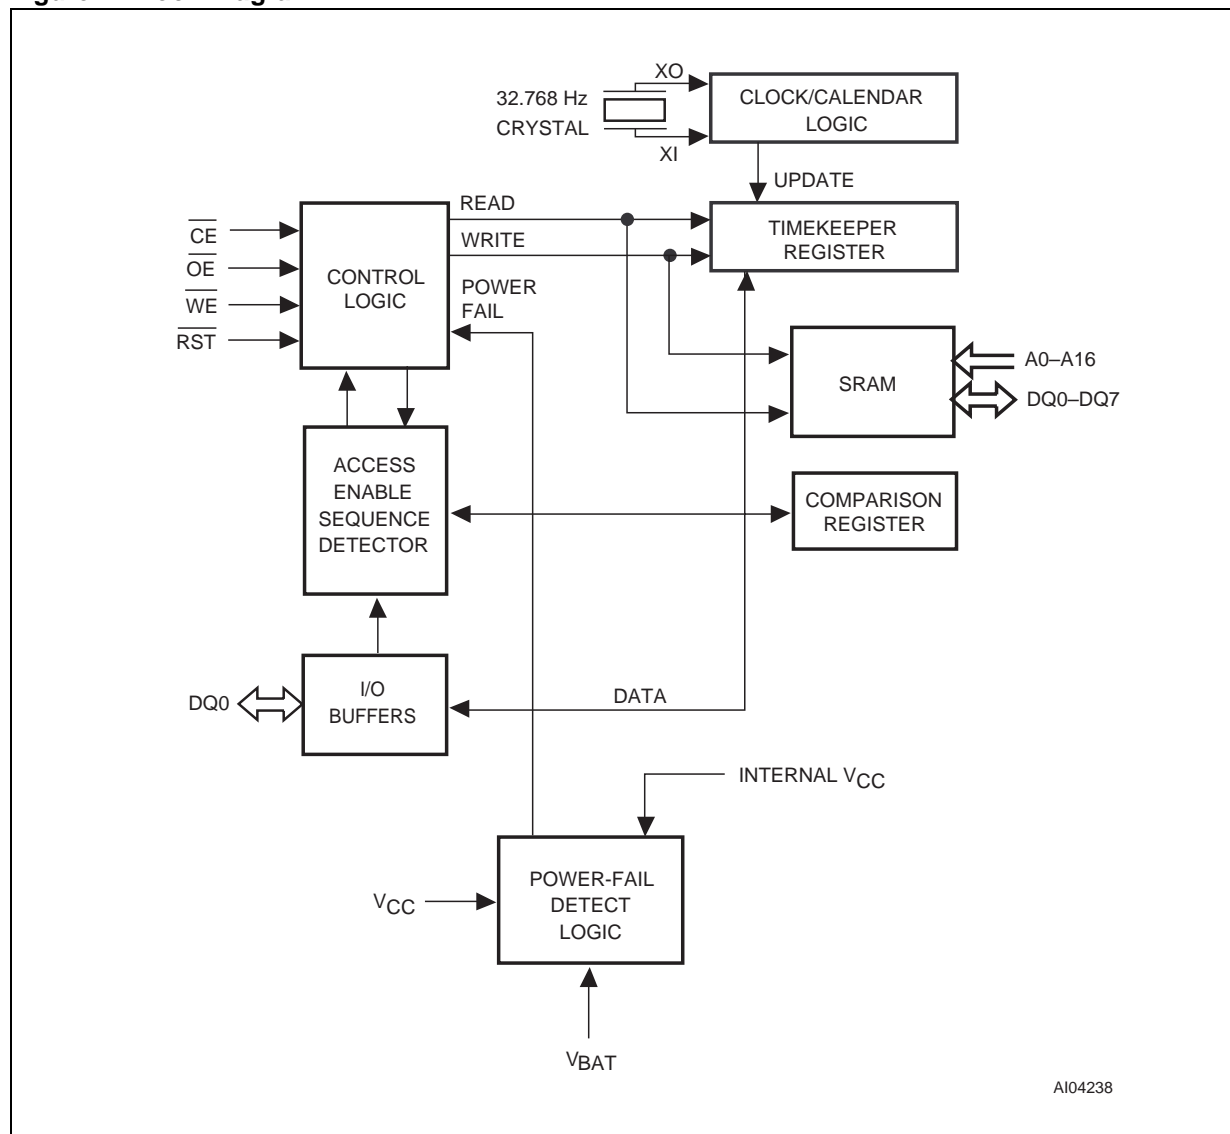 XO
32.768 Hz
CRYSTAL
XI
CLOCK/CALENDAR
LOGIC
UPDATE
READ
WRITE
TIMEKEEPER
REGISTER
CE
OE
WE
RST
CONTROL
LOGIC
POWER
FAIL
SRAM
A0–A16
DQ0–DQ7
ACCESS
ENABLE
SEQUENCE
DETECTOR
COMPARISON
REGISTER
DQ0
I/O
BUFFERS
DATA
INTERNAL VCC
VCC
POWER-FAIL
DETECT
LOGIC
VBAT
AI04238